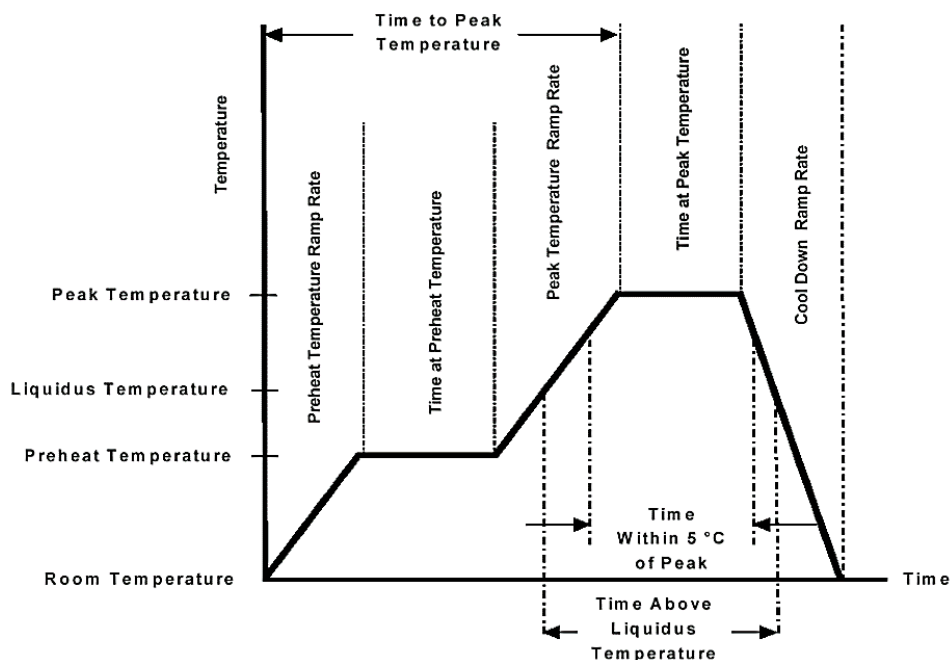 Time to Peak
Temperature
Temperature
Preheat Temperature Ramp Rate
Time at Preheat Temperature
Peak Temperature Ramp Rate
Time at Peak Temperature
Cool Down Ramp Rate
Peak Temperature
Liquidus Temperature
Preheat Temperature
Room Temperature
Time
Within 5 °C
of Peak
Time
Time Above
Liquidus
Temperature